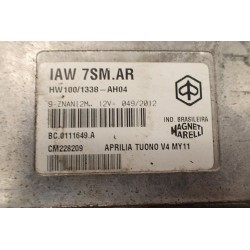 IAW 7SM.AR
HW100/1338-AH04
9-ZNANI2M.. 12V= 049/2012
IND. BRASILEIRA
MAGNETI
MARELLI
BC.0111649.A
CM228209
APRILIA TUONO V4 MY11